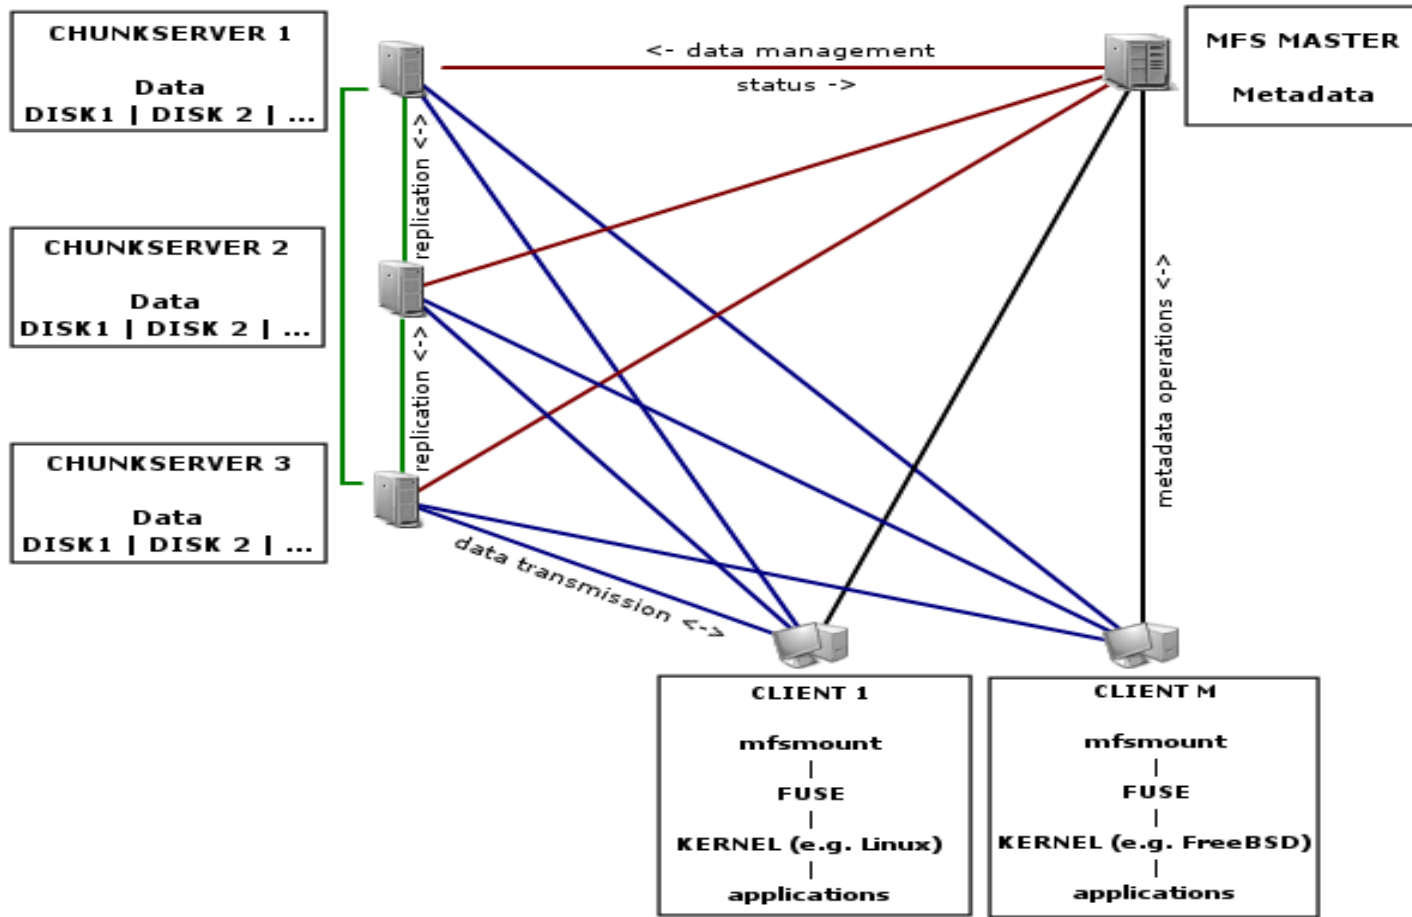 CHUNKSERVER 1
Data
DISK1 | DISK 2 | ...
<- data management
status ->
MFS MASTER
Metadata
replication <->
CHUNKSERVER 2
Data
DISK1 | DISK 2 | ...
replication <->
metadata operations <->
CHUNKSERVER 3
Data
DISK1 | DISK 2 | ...
data transmission <->
CLIENT 1
mfsmount
|
FUSE
|
KERNEL (e.g. Linux)
|
applications
CLIENT M
mfsmount
|
FUSE
|
KERNEL (e.g. FreeBSD)
|
applications